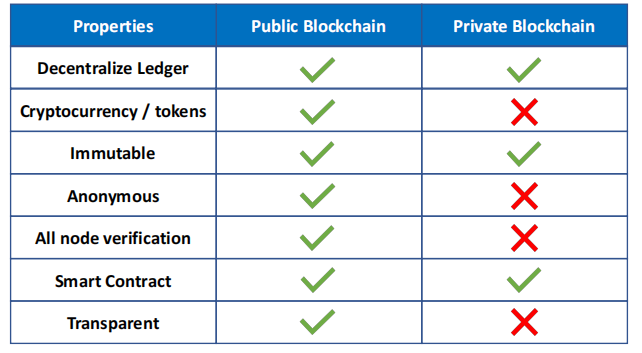 Properties Public Blockchain Private Blockchain
Decentralize Ledger
Cryptocurrency / tokens
Immutable
Anonymous
All node verification
Smart Contract
Transparent